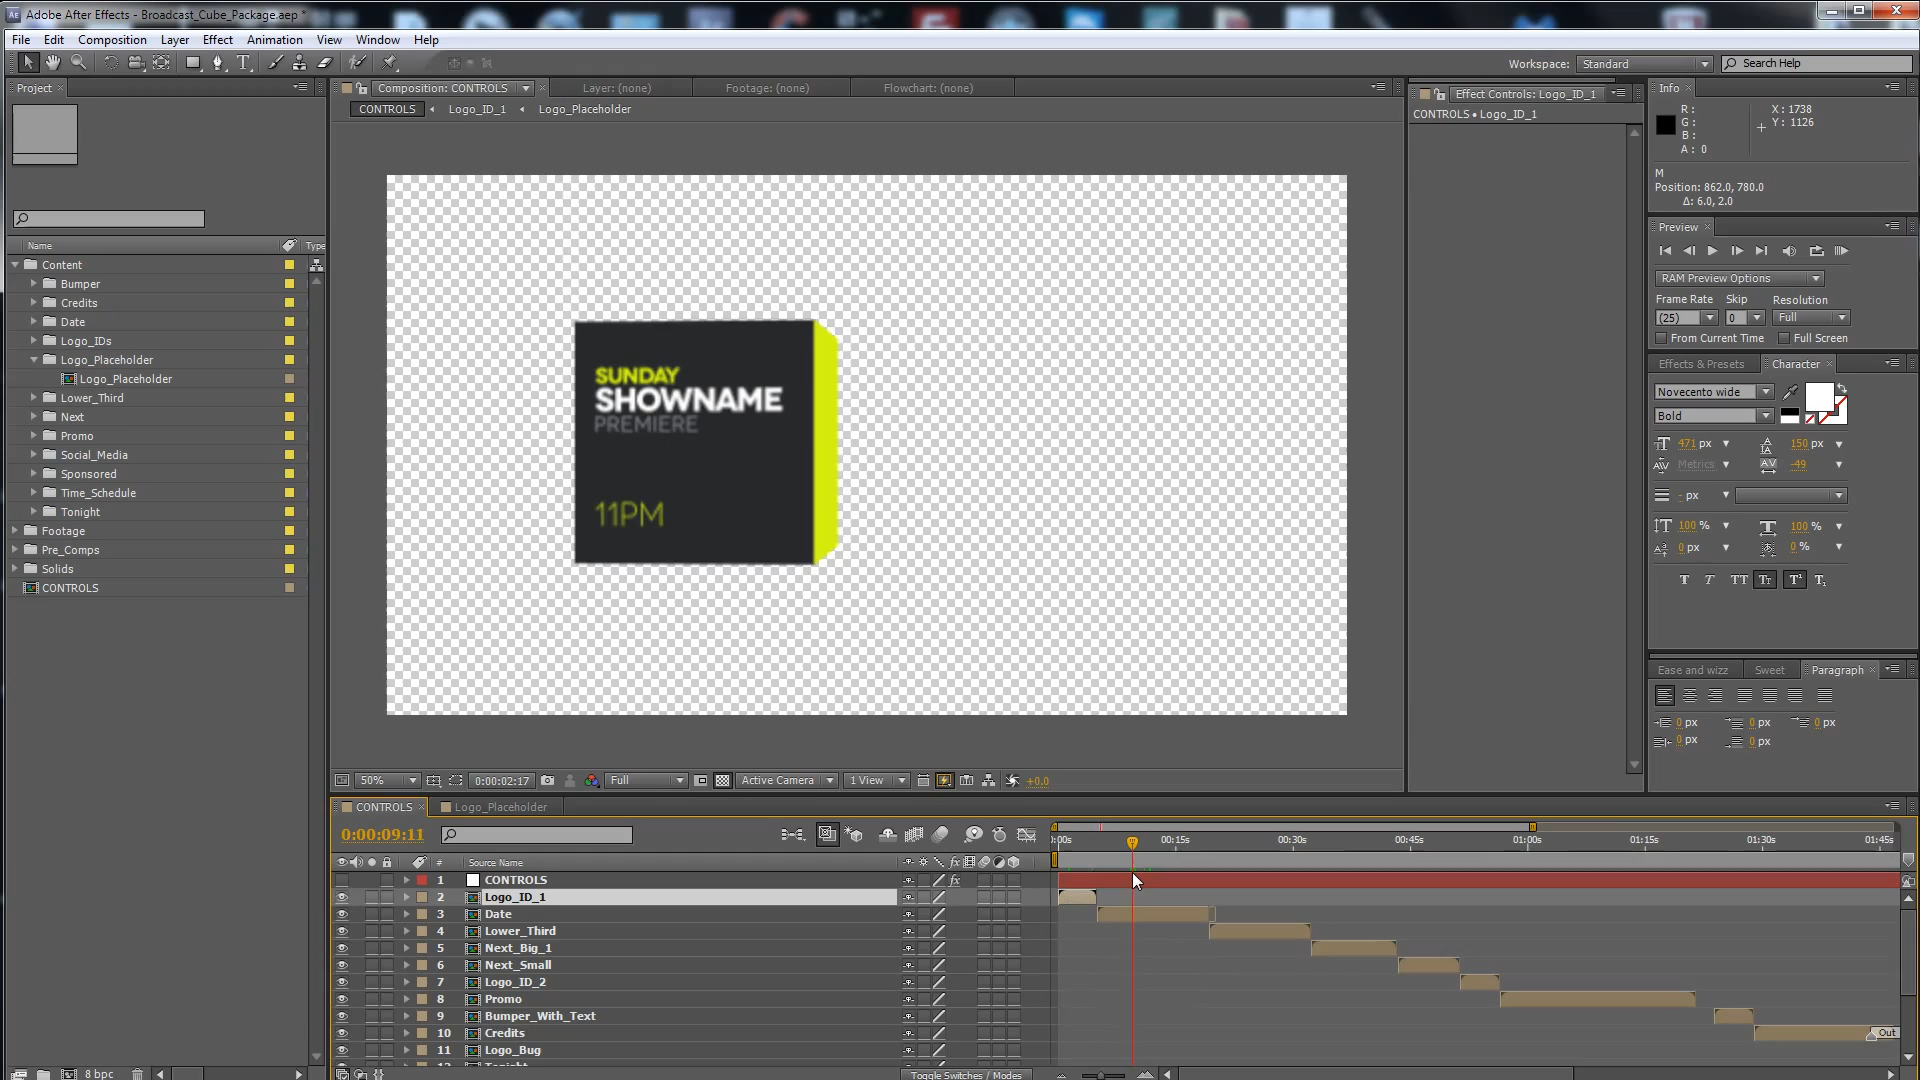 Adobe After Effects - Broadcast_Cube_Package.aep *
File Edit Composition Layer Effect Animation View Window Help
Workspace: Standard Search Help
Project
Composition: CONTROLS
Layer: (none)
Footage: (none)
Flowchart: (none)
CONTROLS Logo_ID_1 Logo_Placeholder
Effect Controls: Logo_ID_1
CONTROLS • Logo_ID_1
Info
R:
G:
B:
A: 0
X: 1738
Y: 1126
M
Position: 862.0, 780.0
Δ: 6.0, 2.0
Preview
RAM Preview Options
Frame Rate Skip Resolution
(25) 0 Full
From Current Time Full Screen
Effects & Presets Character
Novecento wide
Bold
471 px 150 px
Metrics -49
- px
100 % 100 %
0 px 0 %
Ease and wizz Sweet Paragraph
0 px 0 px 0 px
0 px 0 px
Name Type
Content
Bumper
Credits
Date
Logo_IDs
Logo_Placeholder
Logo_Placeholder
Lower_Third
Next
Promo
Social_Media
Sponsored
Time_Schedule
Tonight
Footage
Pre_Comps
Solids
CONTROLS
8 bpc
SUNDAY
SHOWNAME
PREMIERE
11PM
50% 0:00:02:17 Full Active Camera 1 View +0.0
CONTROLS Logo_Placeholder
0:00:09:11
:00s 00:15s 00:30s 00:45s 01:00s 01:15s 01:30s 01:45s
# Source Name
1 CONTROLS
2 Logo_ID_1
3 Date
4 Lower_Third
5 Next_Big_1
6 Next_Small
7 Logo_ID_2
8 Promo
9 Bumper_With_Text
10 Credits
Out
11 Logo_Bug
Toggle Switches / Modes